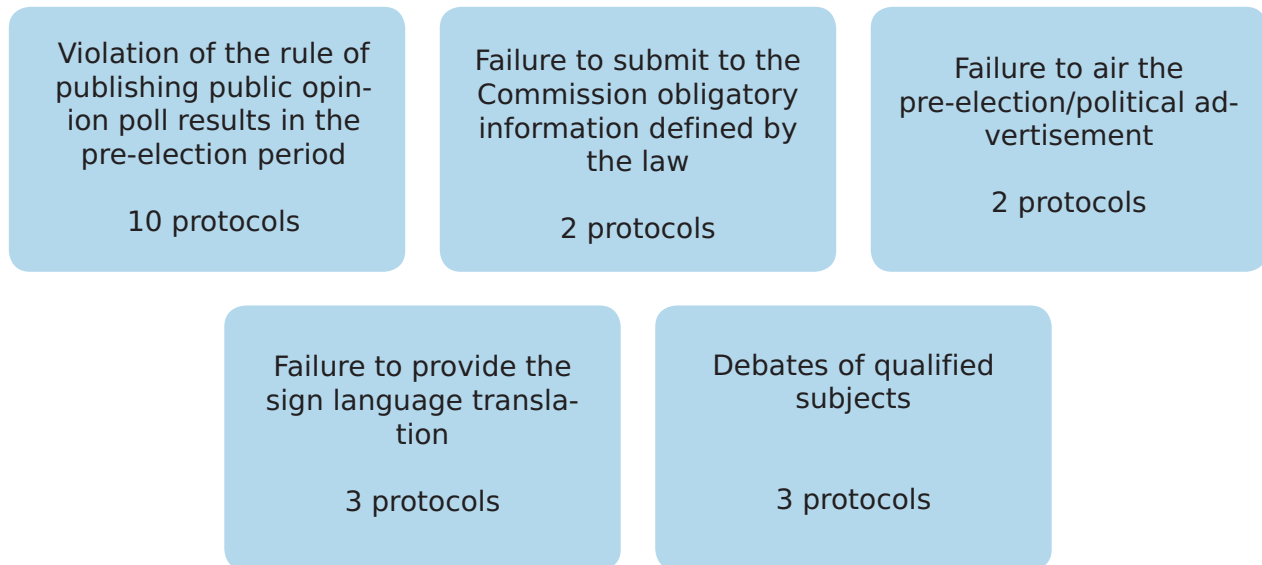 Violation of the rule of
publishing public opin-
ion poll results in the
pre-election period
10 protocols
Failure to submit to the
Commission obligatory
information defined by
the law
2 protocols
Failure to air the
pre-election/political ad-
vertisement
2 protocols
Failure to provide the
sign language transla-
tion
3 protocols
Debates of qualified
subjects
3 protocols